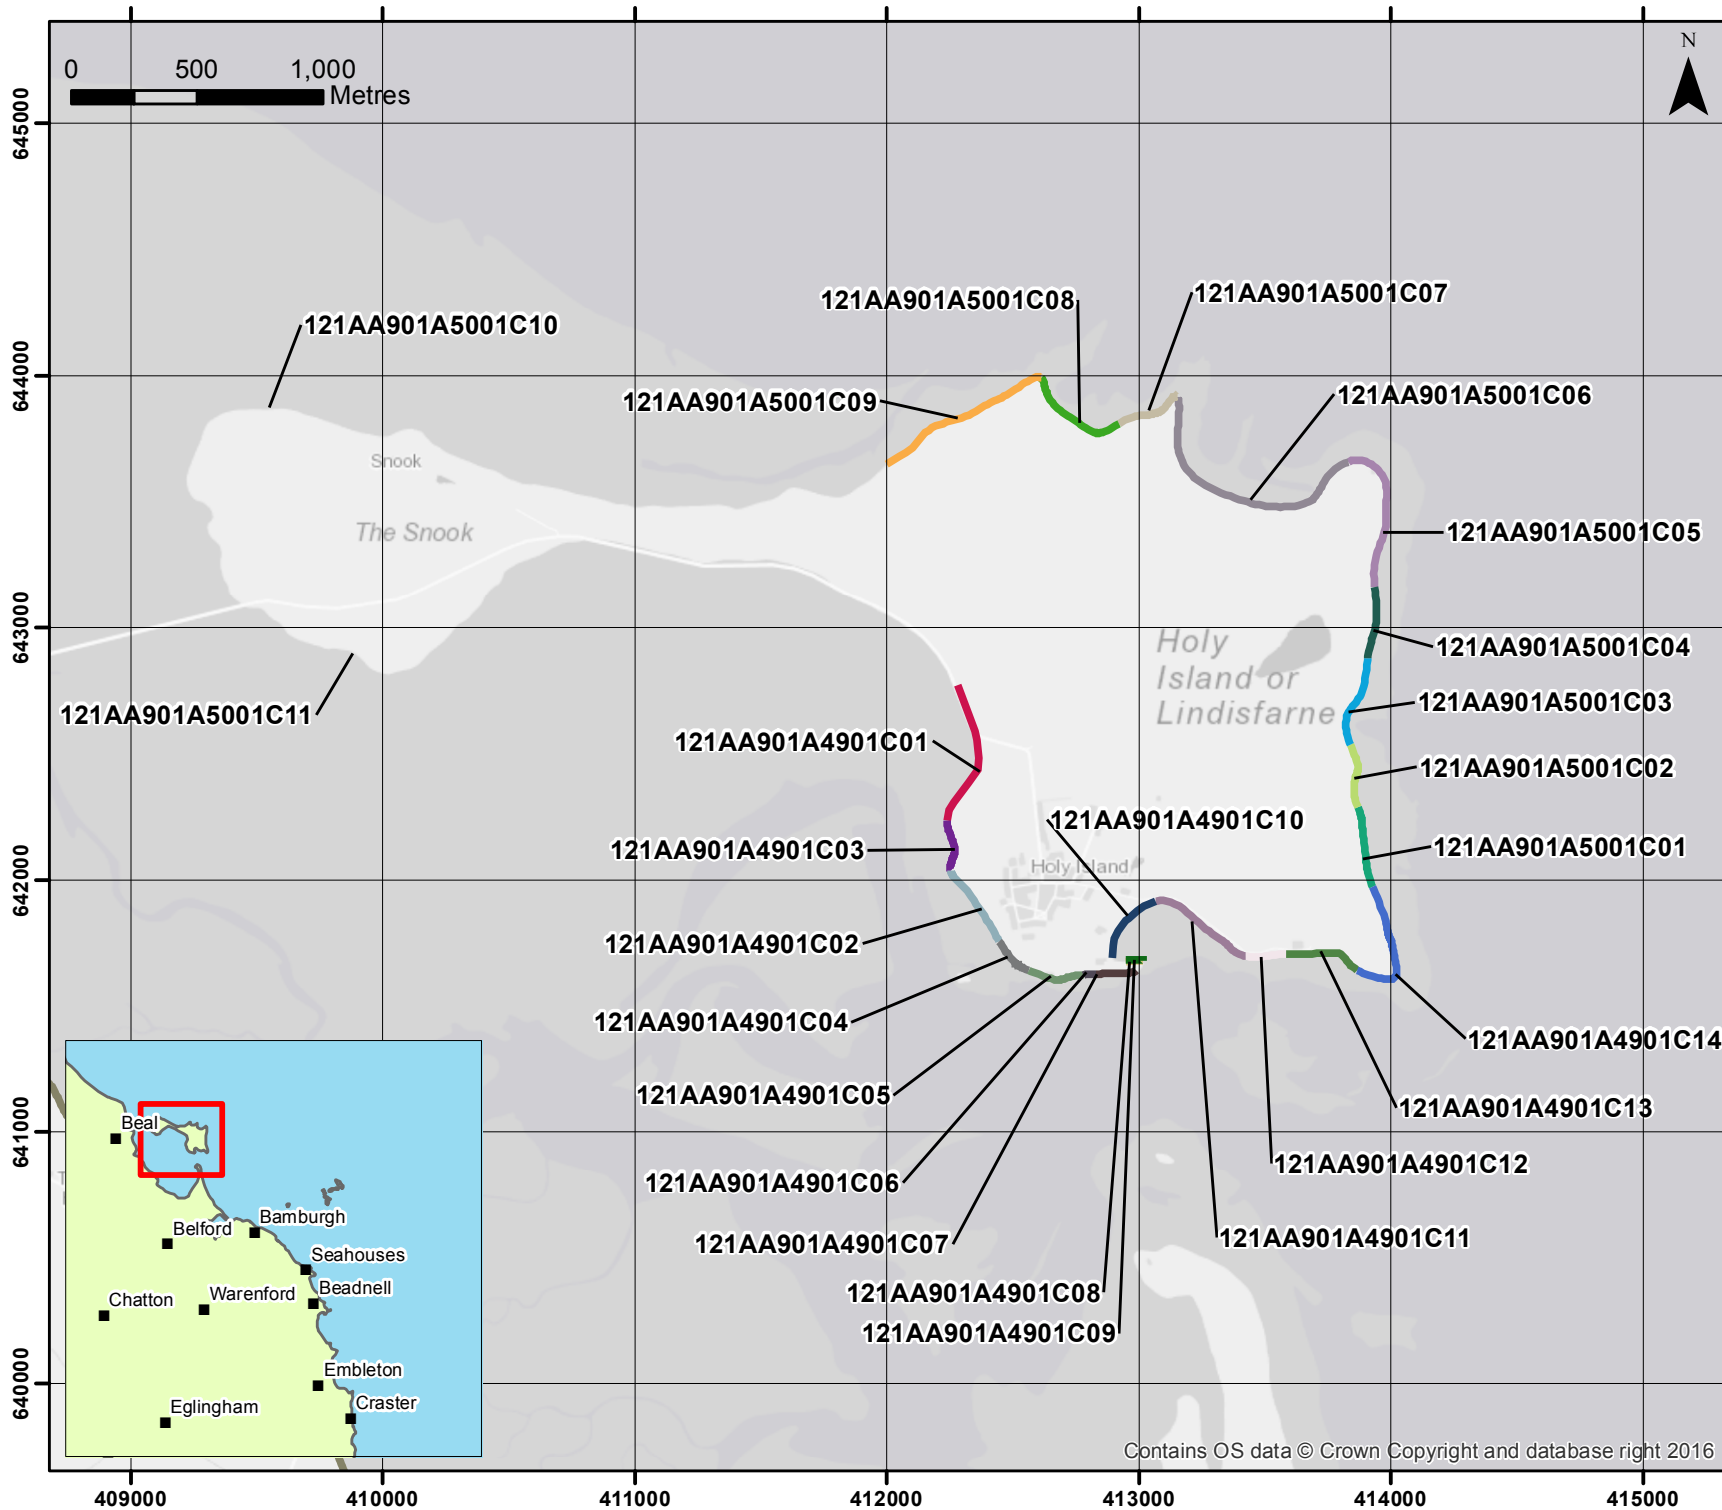 N
0 500 1,000
Metres
645000
644000
643000
642000
641000
640000
121AA901A5001C07
121AA901A5001C08
121AA901A5001C10
121AA901A5001C06
121AA901A5001C09
Snook
The Snook
121AA901A5001C05
Holy
Island or
Lindisfarne
121AA901A5001C04
121AA901A5001C03
121AA901A5001C11
121AA901A4901C01
121AA901A5001C02
121AA901A4901C10
121AA901A4901C03
121AA901A5001C01
Holy Island
121AA901A4901C02
121AA901A4901C04
121AA901A4901C14
121AA901A4901C05
121AA901A4901C13
121AA901A4901C12
121AA901A4901C06
121AA901A4901C11
121AA901A4901C07
121AA901A4901C08
121AA901A4901C09
Beal
Bamburgh
Belford
Seahouses
Beadnell
Warenford
Chatton
Embleton
Craster
Eglingham
Contains OS data © Crown Copyright and database right 2016
409000 410000 411000 412000 413000 414000 415000